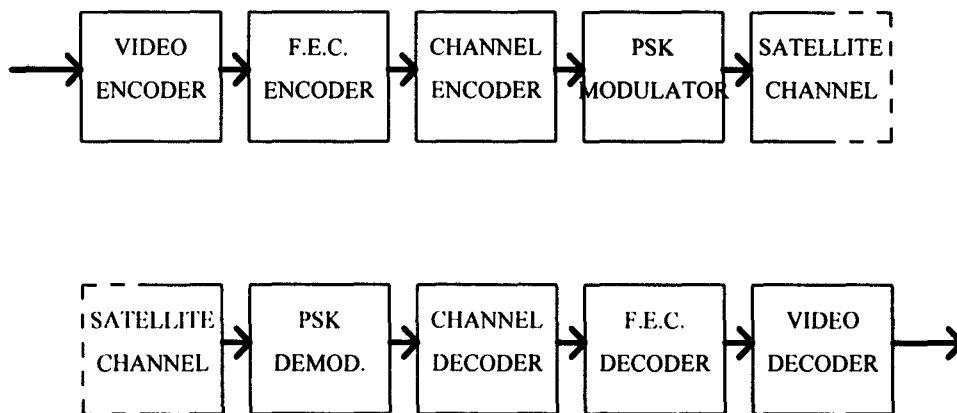 VIDEO
ENCODER
F.E.C.
ENCODER
CHANNEL
ENCODER
PSK
MODULATOR
SATELLITE
CHANNEL
SATELLITE
CHANNEL
PSK
DEMOD.
CHANNEL
DECODER
F.E.C.
DECODER
VIDEO
DECODER